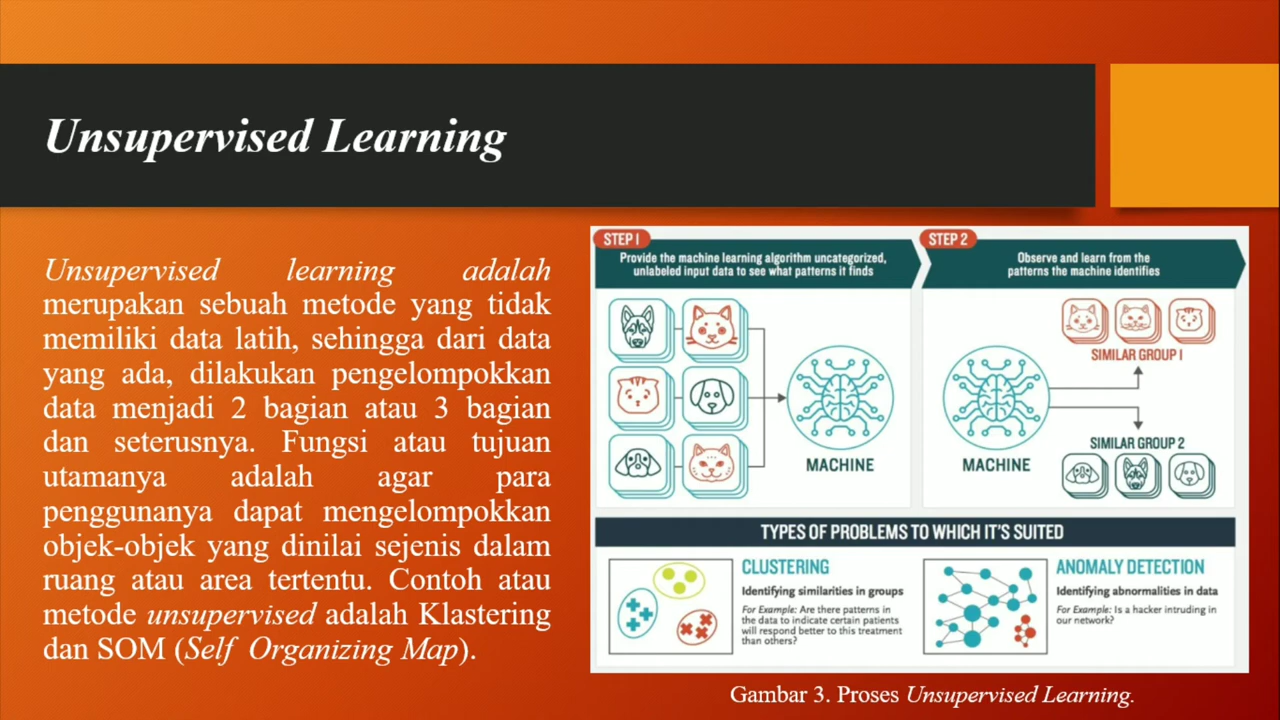 Unsupervised Learning
Unsupervised learning adalah
merupakan sebuah metode yang tidak
memiliki data latih, sehingga dari data
yang ada, dilakukan pengelompokkan
data menjadi 2 bagian atau 3 bagian
dan seterusnya. Fungsi atau tujuan
utamanya adalah agar para
penggunanya dapat mengelompokkan
objek-objek yang dinilai sejenis dalam
ruang atau area tertentu. Contoh atau
metode unsupervised adalah Klastering
dan SOM (Self Organizing Map).
STEP I
Provide the machine learning algorithm uncategorized,
unlabeled input data to see what patterns it finds
MACHINE
STEP 2
Observe and learn from the
patterns the machine identifies
SIMILAR GROUP I
MACHINE
SIMILAR GROUP 2
TYPES OF PROBLEMS TO WHICH IT'S SUITED
CLUSTERING
Identifying similarities in groups
For Example: Are there patterns in
the data to indicate certain patients
will respond better to this treatment
than others?
ANOMALY DETECTION
Identifying abnormalities in data
For Example: Is a hacker intruding in
our network?
Gambar 3. Proses Unsupervised Learning.